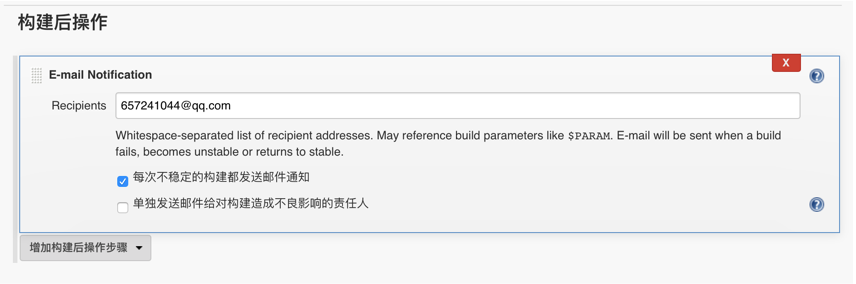 构建后操作
E-mail Notification
X
Recipients
657241044@qq.com
Whitespace-separated list of recipient addresses. May reference build parameters like $PARAM. E-mail will be sent when a build
fails, becomes unstable or returns to stable.
每次不稳定的构建都发送邮件通知
单独发送邮件给对构建造成不良影响的责任人
增加构建后操作步骤